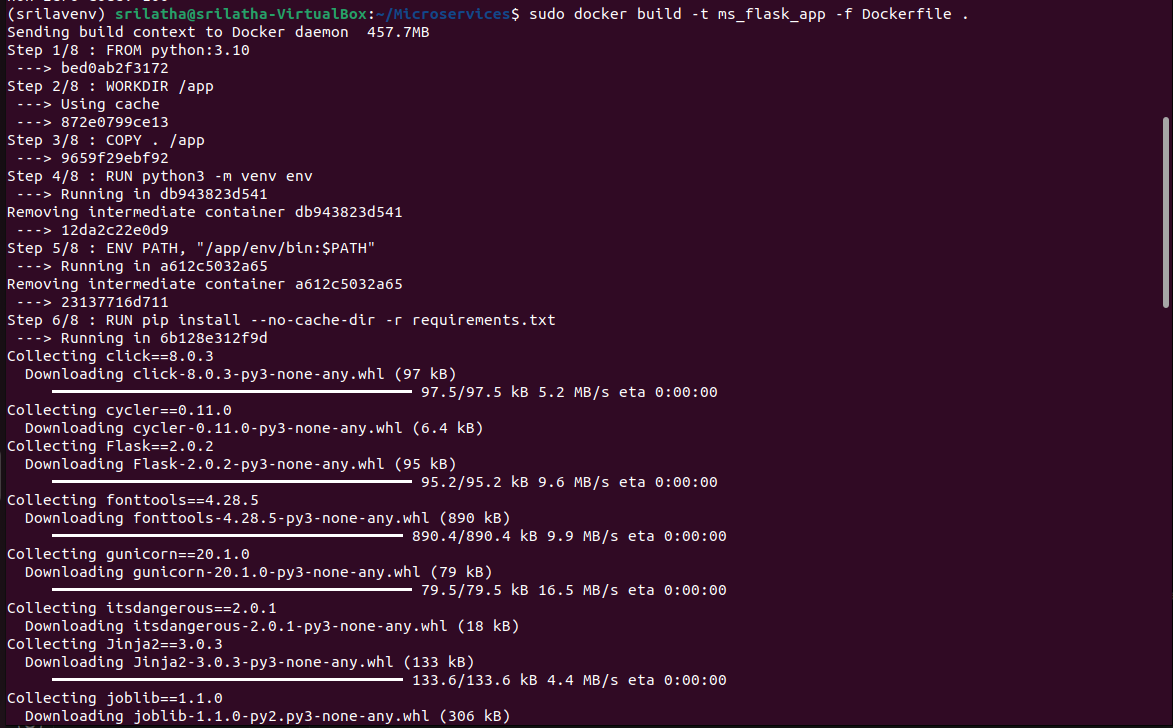 (srilavenv) srilatha@srilatha-VirtualBox:~/Microservices$ sudo docker build -t ms_flask_app -f Dockerfile .
Sending build context to Docker daemon  457.7MB
Step 1/8 : FROM python:3.10
 ---> bed0ab2f3172
Step 2/8 : WORKDIR /app
 ---> Using cache
 ---> 872e0799ce13
Step 3/8 : COPY . /app
 ---> 9659f29ebf92
Step 4/8 : RUN python3 -m venv env
 ---> Running in db943823d541
Removing intermediate container db943823d541
 ---> 12da2c22e0d9
Step 5/8 : ENV PATH, "/app/env/bin:$PATH"
 ---> Running in a612c5032a65
Removing intermediate container a612c5032a65
 ---> 23137716d711
Step 6/8 : RUN pip install --no-cache-dir -r requirements.txt
 ---> Running in 6b128e312f9d
Collecting click==8.0.3
  Downloading click-8.0.3-py3-none-any.whl (97 kB)
97.5/97.5 kB 5.2 MB/s eta 0:00:00
Collecting cycler==0.11.0
  Downloading cycler-0.11.0-py3-none-any.whl (6.4 kB)
Collecting Flask==2.0.2
  Downloading Flask-2.0.2-py3-none-any.whl (95 kB)
95.2/95.2 kB 9.6 MB/s eta 0:00:00
Collecting fonttools==4.28.5
  Downloading fonttools-4.28.5-py3-none-any.whl (890 kB)
890.4/890.4 kB 9.9 MB/s eta 0:00:00
Collecting gunicorn==20.1.0
  Downloading gunicorn-20.1.0-py3-none-any.whl (79 kB)
79.5/79.5 kB 16.5 MB/s eta 0:00:00
Collecting itsdangerous==2.0.1
  Downloading itsdangerous-2.0.1-py3-none-any.whl (18 kB)
Collecting Jinja2==3.0.3
  Downloading Jinja2-3.0.3-py3-none-any.whl (133 kB)
133.6/133.6 kB 4.4 MB/s eta 0:00:00
Collecting joblib==1.1.0
  Downloading joblib-1.1.0-py2.py3-none-any.whl (306 kB)